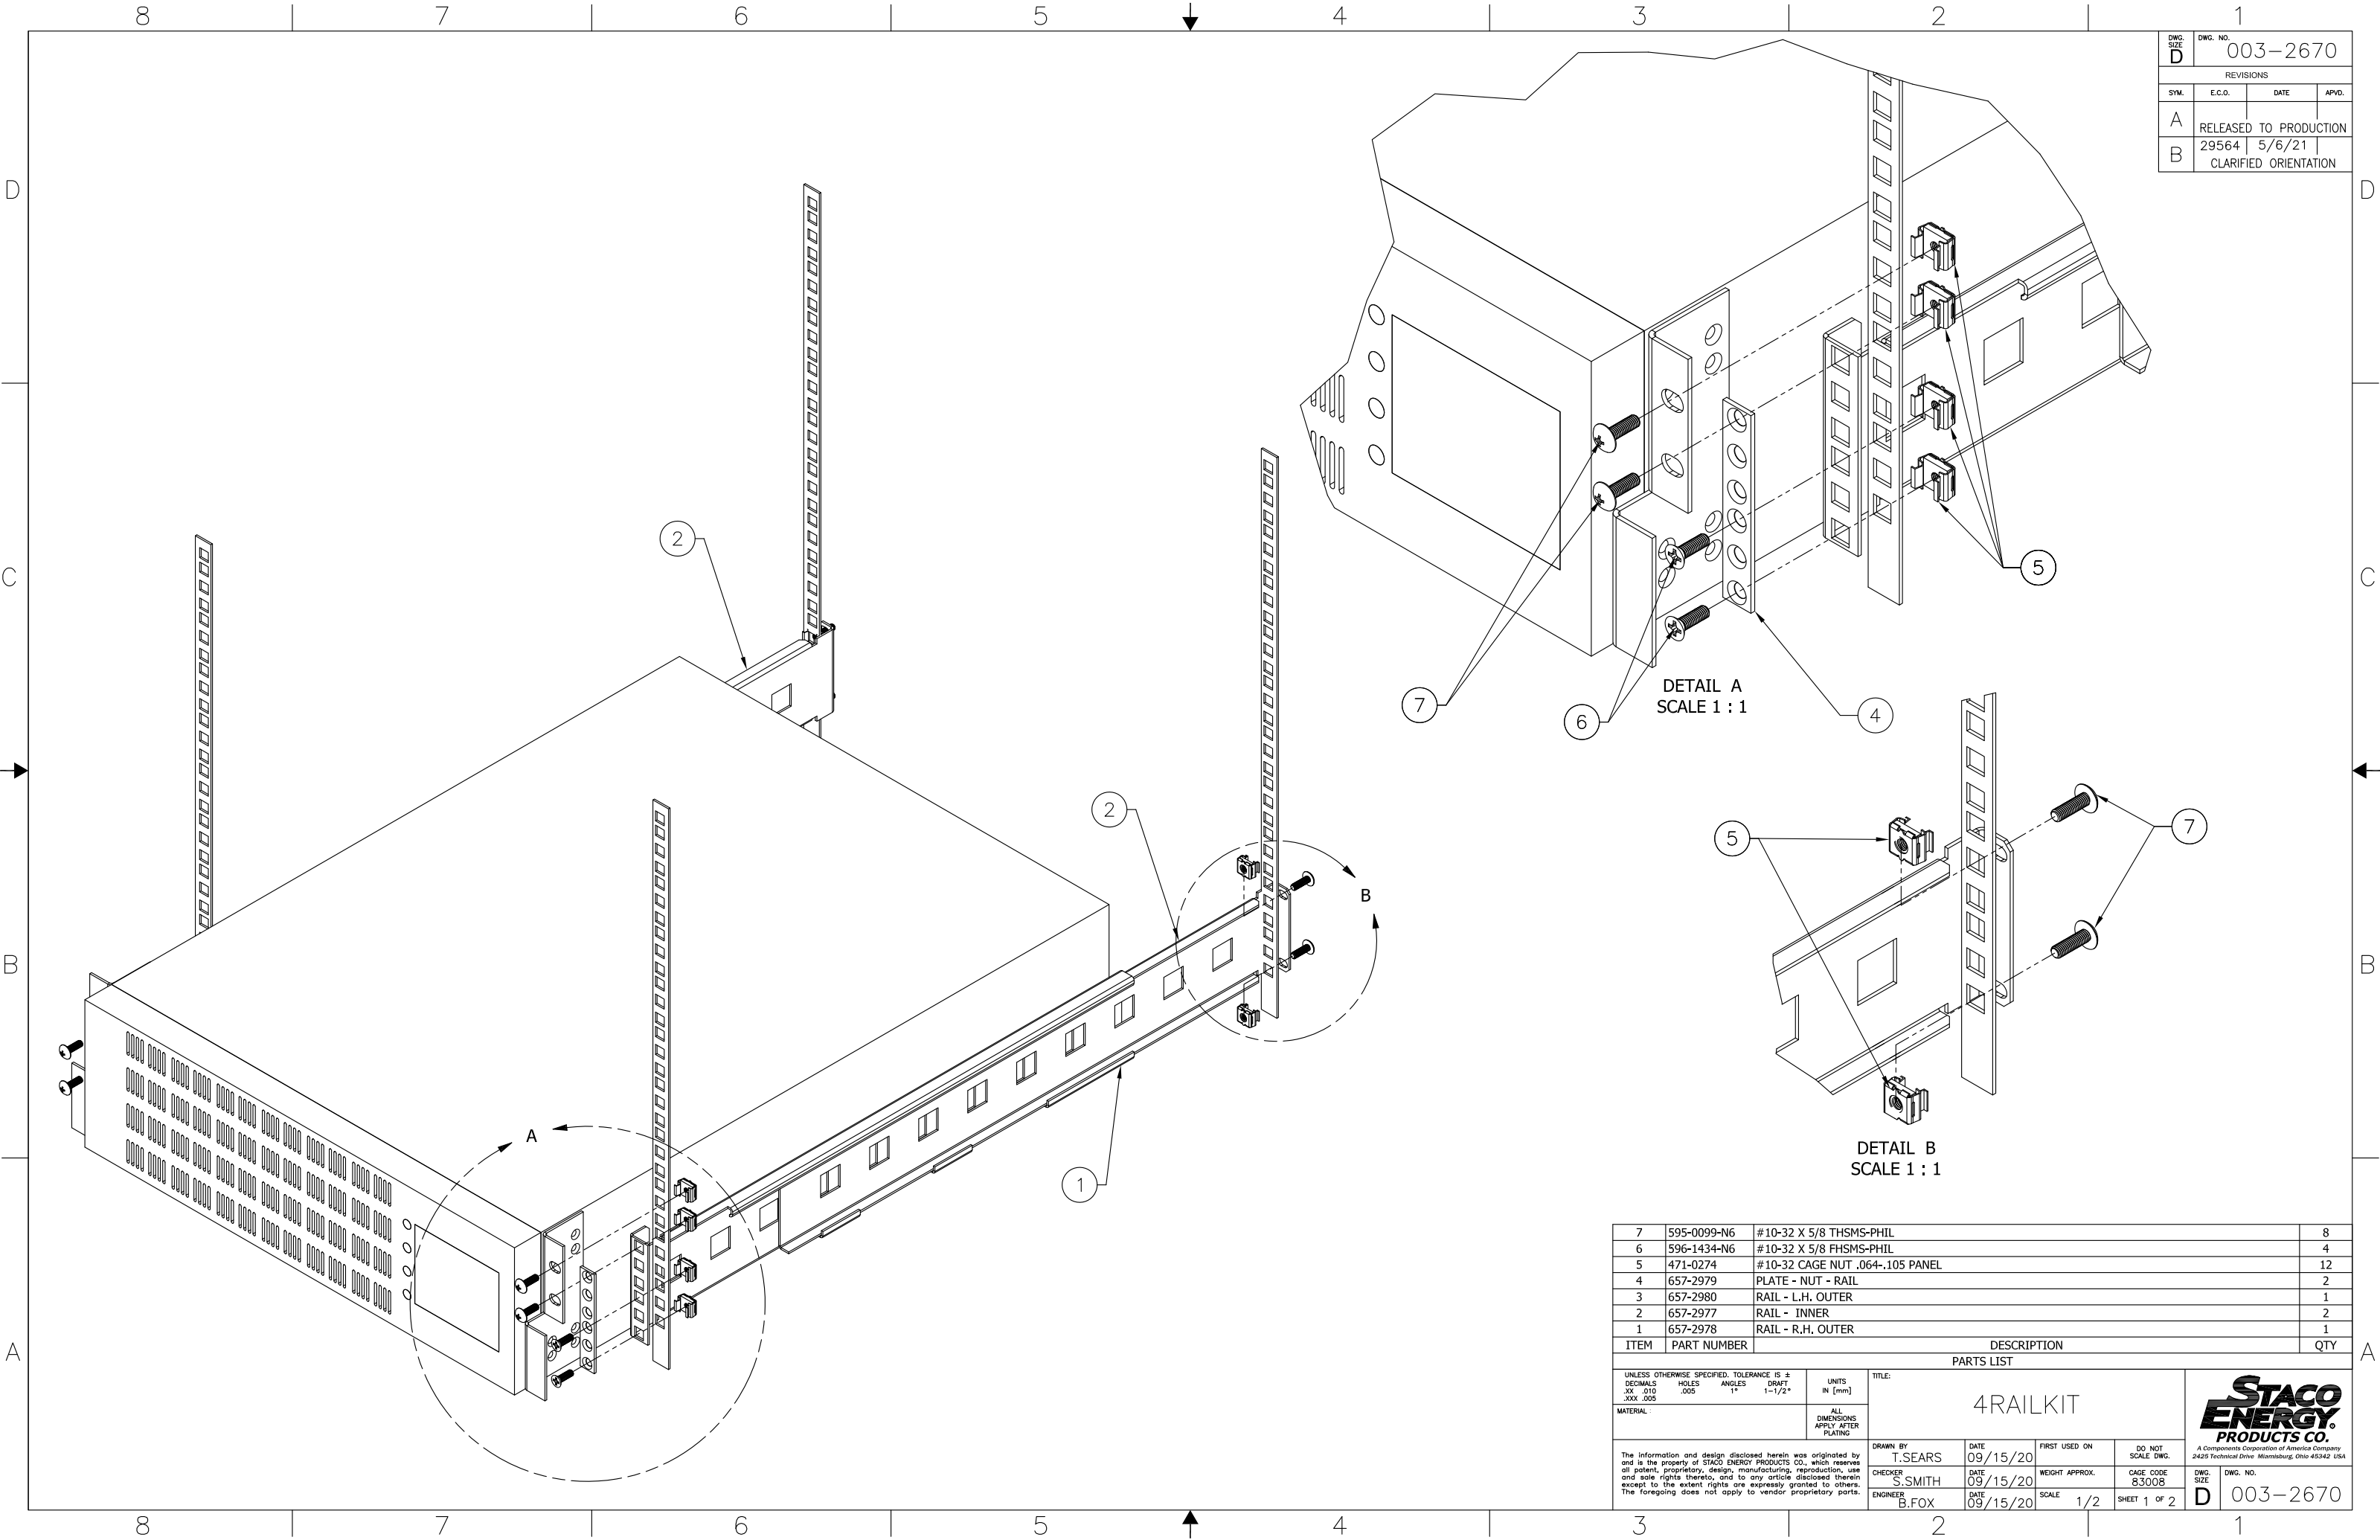 8 7 6 5 4 3 2 1
DWG. SIZE D
DWG. NO. 003-2670
REVISIONS
SYM. E.C.O. DATE APVD.
A RELEASED TO PRODUCTION
B 29564 5/6/21
CLARIFIED ORIENTATION
D D
2
C C
5
7
6
4
DETAIL A
SCALE 1 : 1
2
B
2
5
7
B B
DETAIL B
SCALE 1 : 1
A
1
A A
7 595-0099-N6 #10-32 X 5/8 THSMS-PHIL 8
6 596-1434-N6 #10-32 X 5/8 FHSMS-PHIL 4
5 471-0274 #10-32 CAGE NUT .064-.105 PANEL 12
4 657-2979 PLATE - NUT - RAIL 2
3 657-2980 RAIL - L.H. OUTER 1
2 657-2977 RAIL - INNER 2
1 657-2978 RAIL - R.H. OUTER 1
ITEM PART NUMBER DESCRIPTION QTY
PARTS LIST
UNLESS OTHERWISE SPECIFIED. TOLERANCE IS ±
DECIMALS HOLES ANGLES DRAFT
.XX .010 .005 1° 1-1/2°
.XXX .005
UNITS
IN [mm]
MATERIAL :
ALL
DIMENSIONS
APPLY AFTER
PLATING
TITLE:
4RAILKIT
STACO
ENERGY®
PRODUCTS CO.
A Components Corporation of America Company
2425 Technical Drive Miamisburg, Ohio 45342 USA
The information and design disclosed herein was originated by
and is the property of STACO ENERGY PRODUCTS CO., which reserves
all patent, proprietary, design, manufacturing, reproduction, use
and sale rights thereto, and to any article disclosed therein
except to the extent rights are expressly granted to others.
The foregoing does not apply to vendor proprietary parts.
DRAWN BY T.SEARS DATE 09/15/20 FIRST USED ON
DO NOT
SCALE DWG.
CHECKER S.SMITH DATE 09/15/20 WEIGHT APPROX.
CAGE CODE
83008
ENGINEER B.FOX DATE 09/15/20 SCALE 1/2 SHEET 1 OF 2
DWG. SIZE D
DWG. NO. 003-2670
8 7 6 5 4 3 2 1